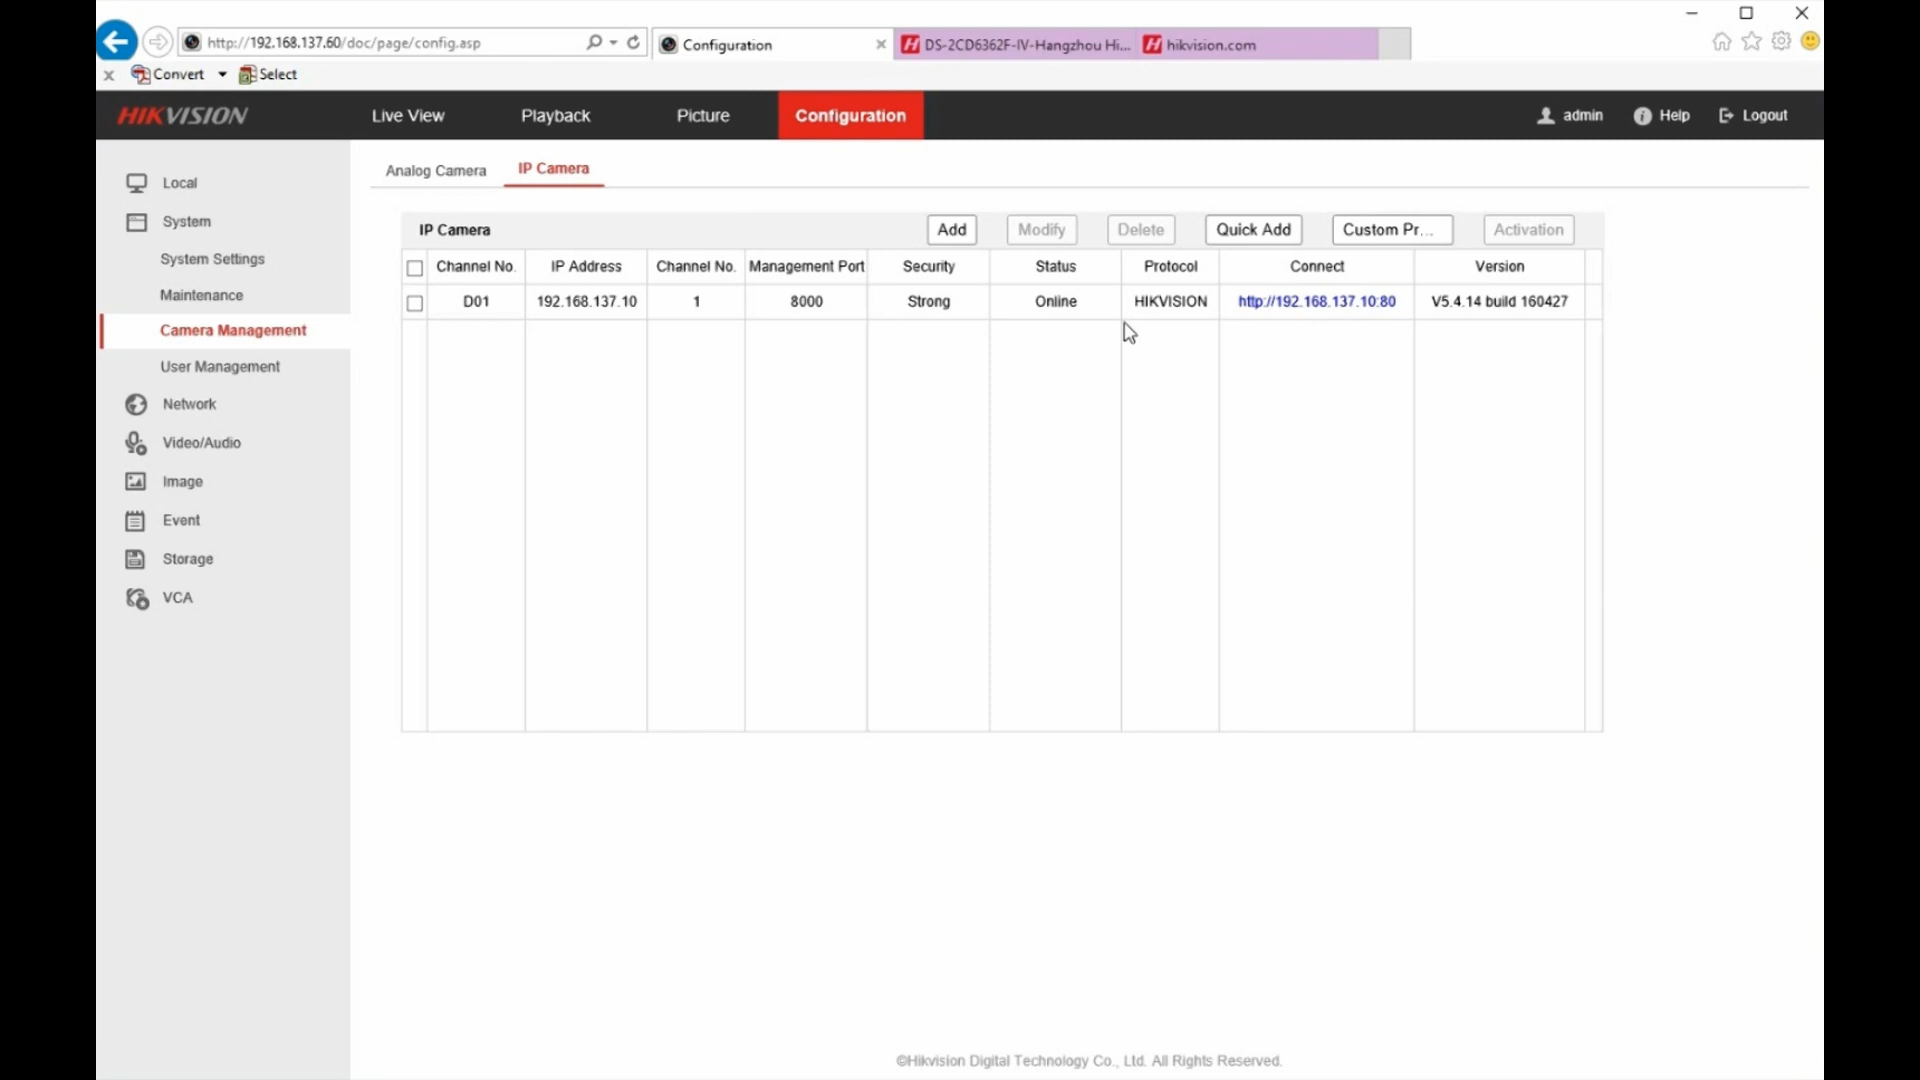 http://192.168.137.60/doc/page/config.asp
Configuration
DS-2CD6362F-IV-Hangzhou Hi...
hikvision.com
Convert
Select
HIKVISION
Live View
Playback
Picture
Configuration
admin
Help
Logout
Local
System
System Settings
Maintenance
Camera Management
User Management
Network
Video/Audio
Image
Event
Storage
VCA
Analog Camera
IP Camera
IP Camera
Add
Modify
Delete
Quick Add
Custom Pr...
Activation
Channel No. IP Address Channel No. Management Port Security Status Protocol Connect Version
D01 192.168.137.10 1 8000 Strong Online HIKVISION http://192.168.137.10:80 V5.4.14 build 160427
©Hikvision Digital Technology Co., Ltd. All Rights Reserved.